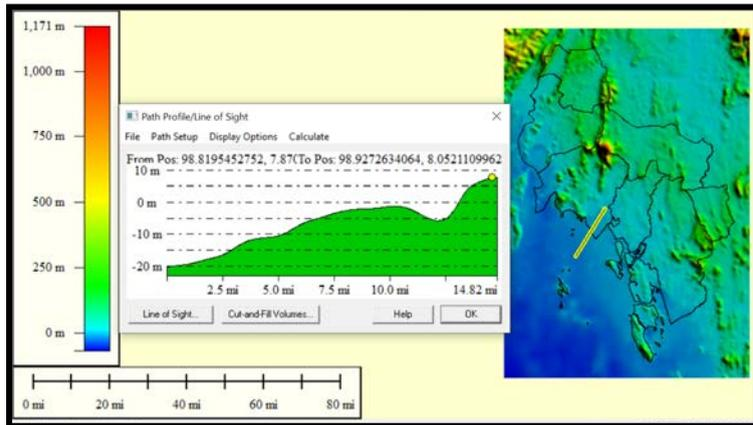 1,171 m
1,000 m
750 m
500 m
250 m
0 m
Path Profile/Line of Sight
File Path Setup Display Options Calculate
From Pos: 98.8195452752, 7.87(To Pos: 98.9272634064, 8.0521109962
10 m
0 m
-10 m
-20 m
2.5 mi 5.0 mi 7.5 mi 10.0 mi 14.82 mi
Line of Sight... Cut-and-Fill Volumes... Help OK
0 mi 20 mi 40 mi 60 mi 80 mi